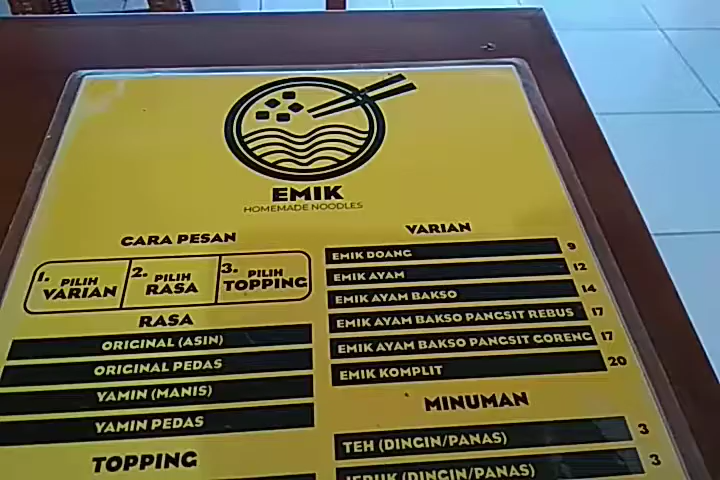 EMIK
HOMEMADE NOODLES
CARA PESAN
1. PILIH VARIAN
2. PILIH RASA
3. PILIH TOPPING
RASA
ORIGINAL (ASIN)
ORIGINAL PEDAS
YAMIN (MANIS)
YAMIN PEDAS
TOPPING
VARIAN
EMIK DOANG 9
EMIK AYAM 12
EMIK AYAM BAKSO 14
EMIK AYAM BAKSO PANGSIT REBUS 17
EMIK AYAM BAKSO PANGSIT GORENG 17
EMIK KOMPLIT 20
MINUMAN
TEH (DINGIN/PANAS) 3
JERUK (DINGIN/PANAS) 3